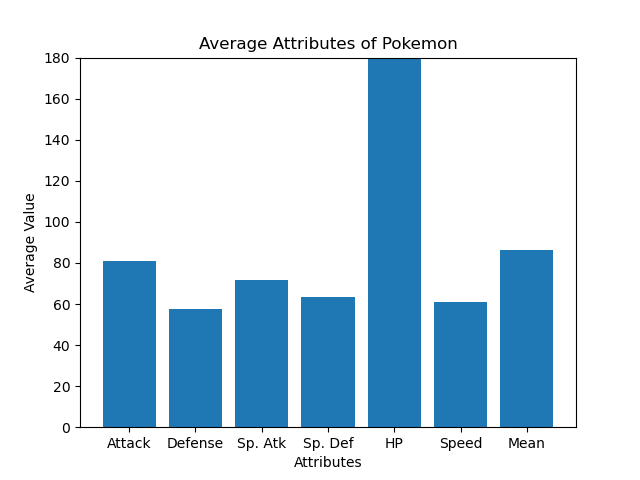 Average Attributes of Pokemon
180
160
140
120
100
80
60
40
20
0
Average Value
Attack Defense Sp. Atk Sp. Def HP Speed Mean
Attributes